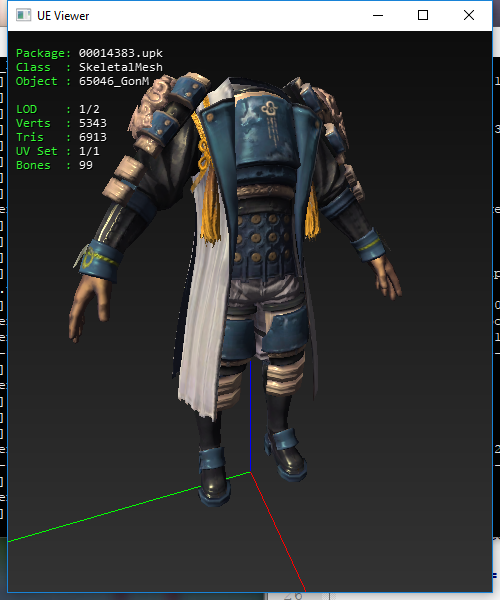 UE Viewer
Package: 00014383.upk
Class : SkeletalMesh
Object : 65046_GonM
LOD : 1/2
Verts : 5343
Tris : 6913
UV Set : 1/1
Bones : 99
26